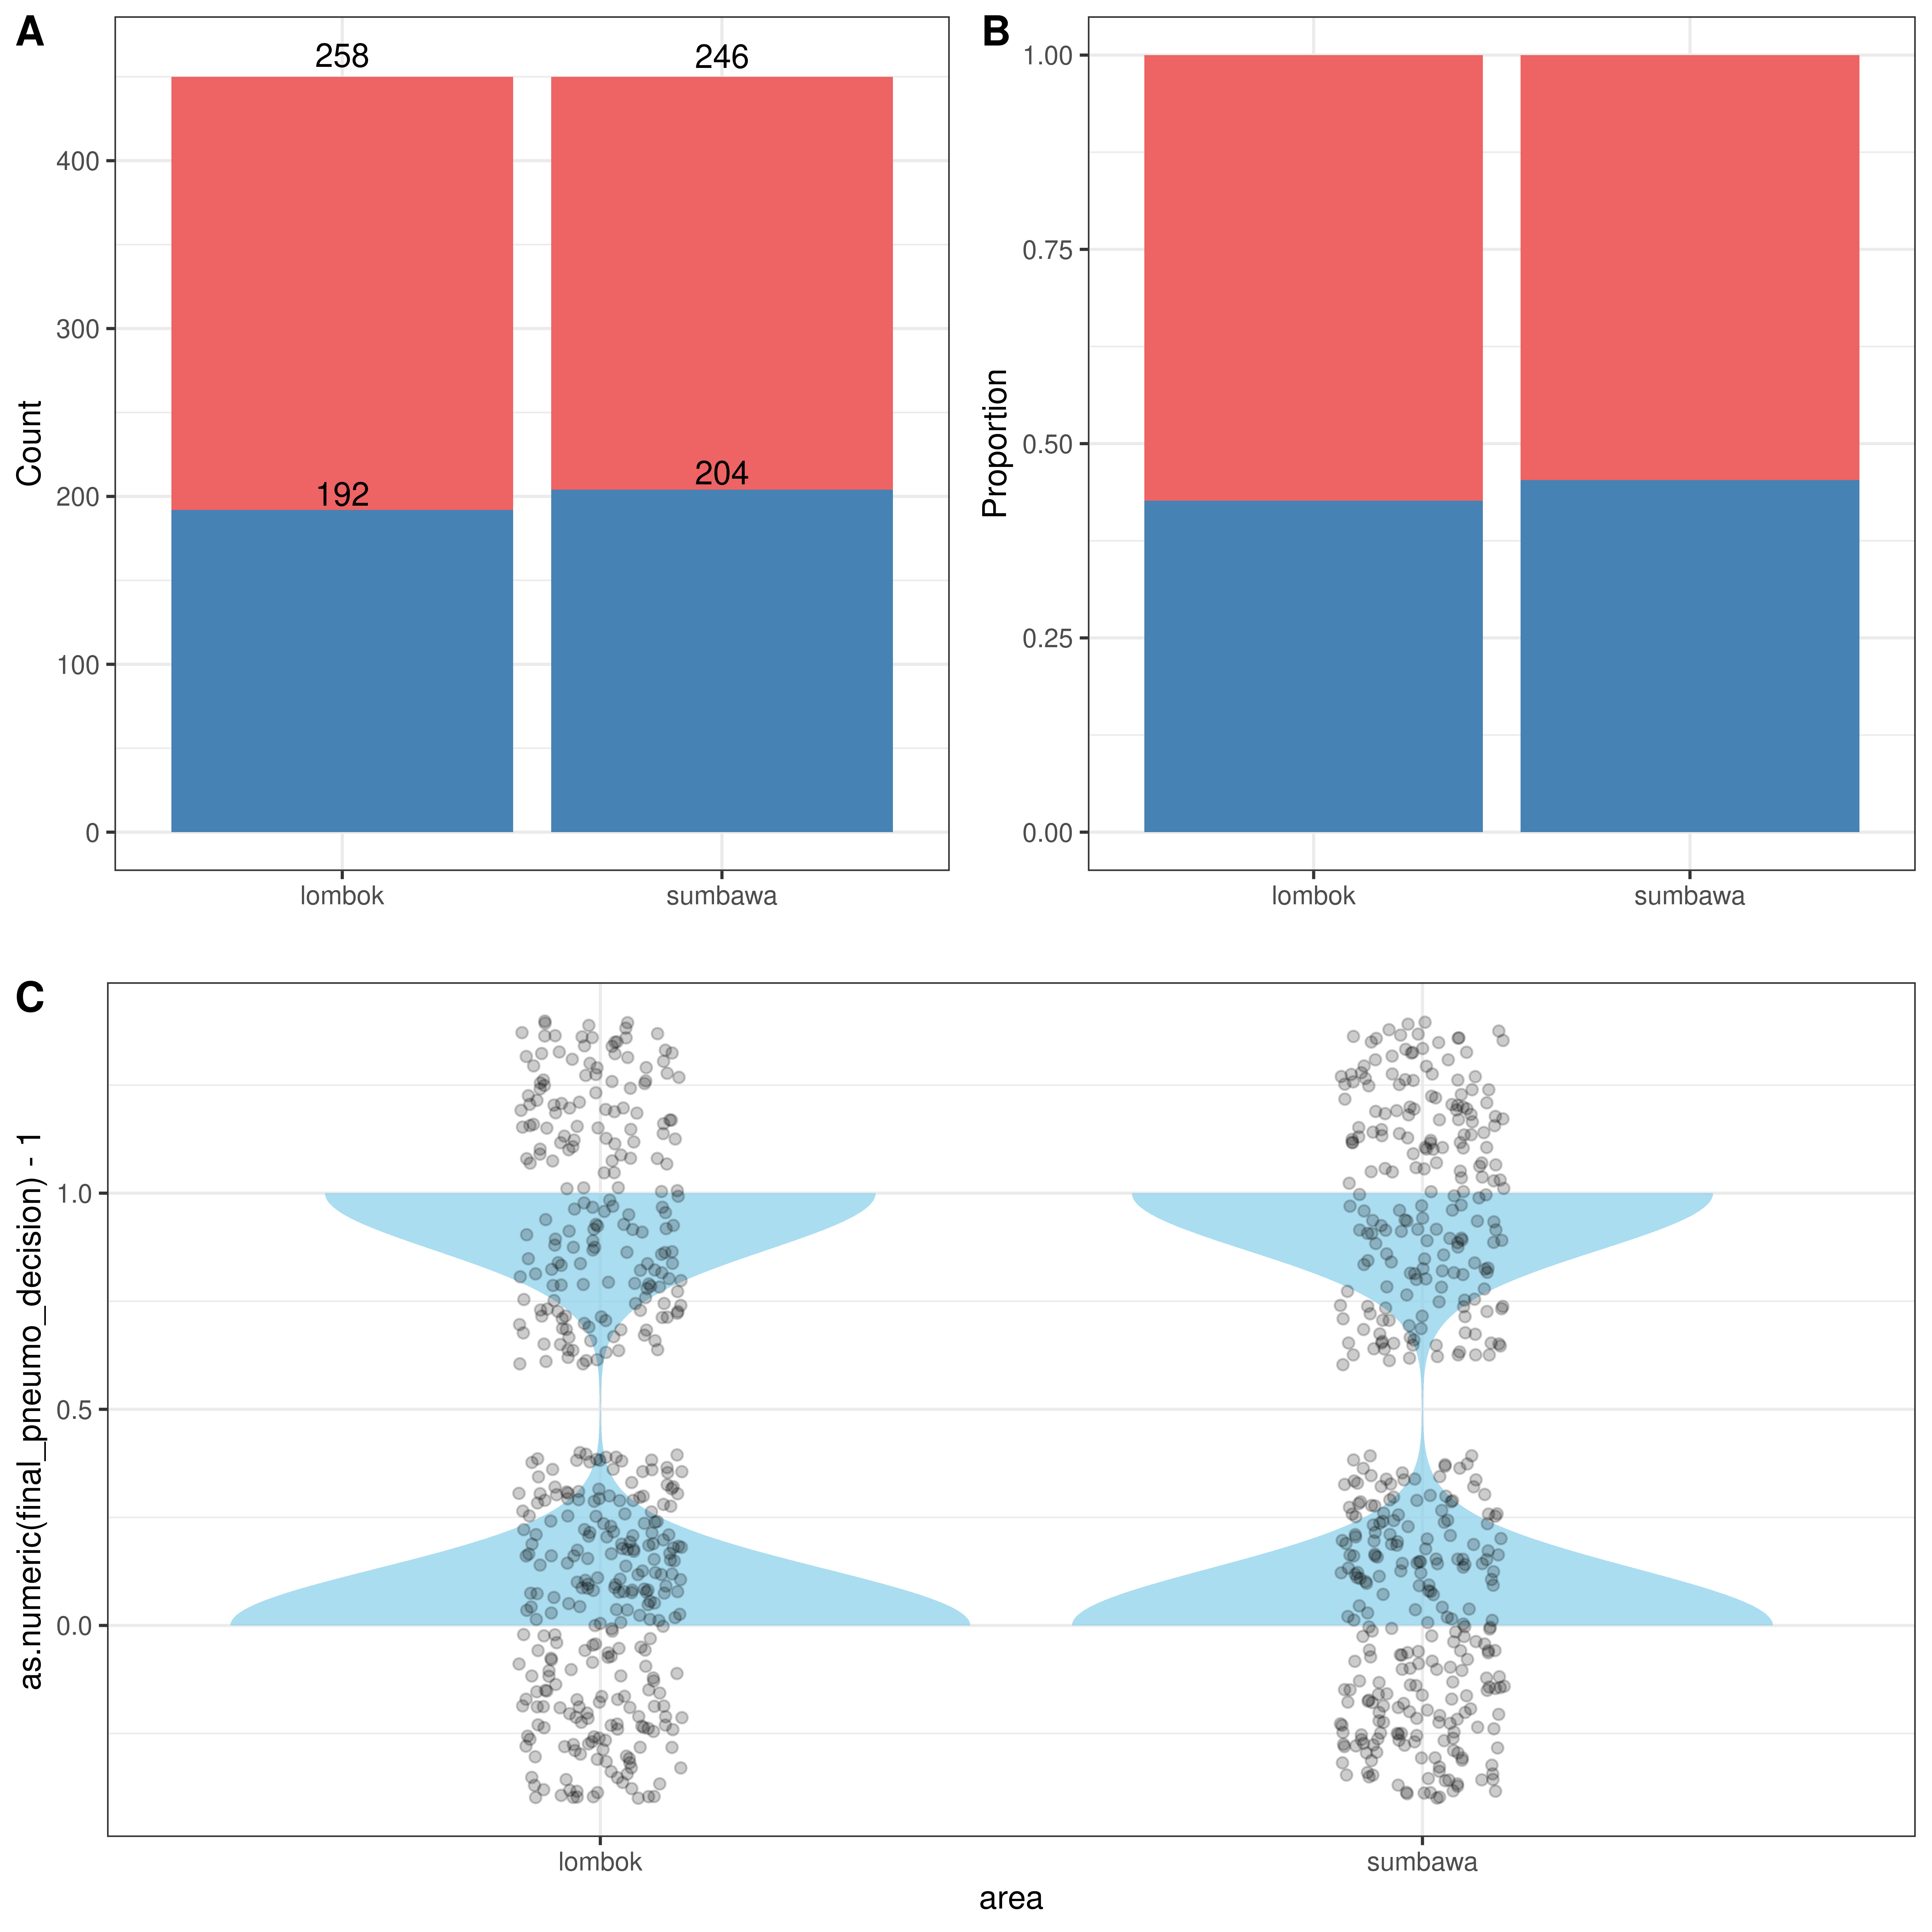 A
258
246
400
300
200
100
0
192
204
Count
lombok
sumbawa
B
1.00
0.75
0.50
0.25
0.00
Proportion
lombok
sumbawa
C
1.0
0.5
0.0
as.numeric(final_pneumo_decision) - 1
lombok
sumbawa
area